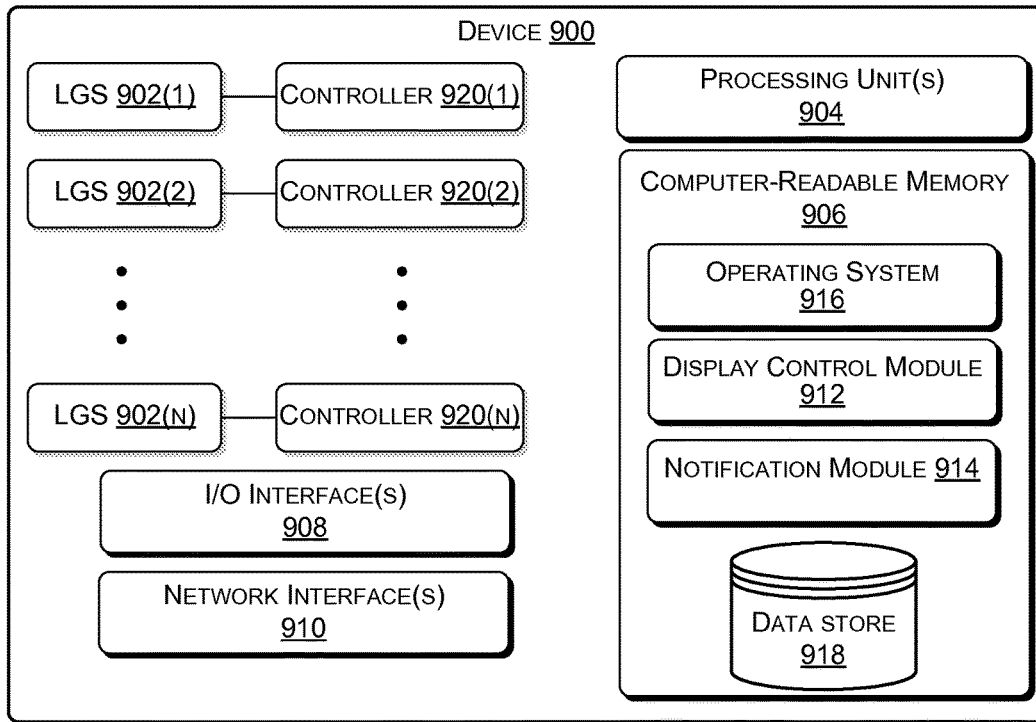 DEVICE 900
LGS 902(1)
CONTROLLER 920(1)
LGS 902(2)
CONTROLLER 920(2)
LGS 902(N)
CONTROLLER 920(N)
I/O INTERFACE(S)
908
NETWORK INTERFACE(S)
910
PROCESSING UNIT(S)
904
COMPUTER-READABLE MEMORY
906
OPERATING SYSTEM
916
DISPLAY CONTROL MODULE
912
NOTIFICATION MODULE 914
DATA STORE
918